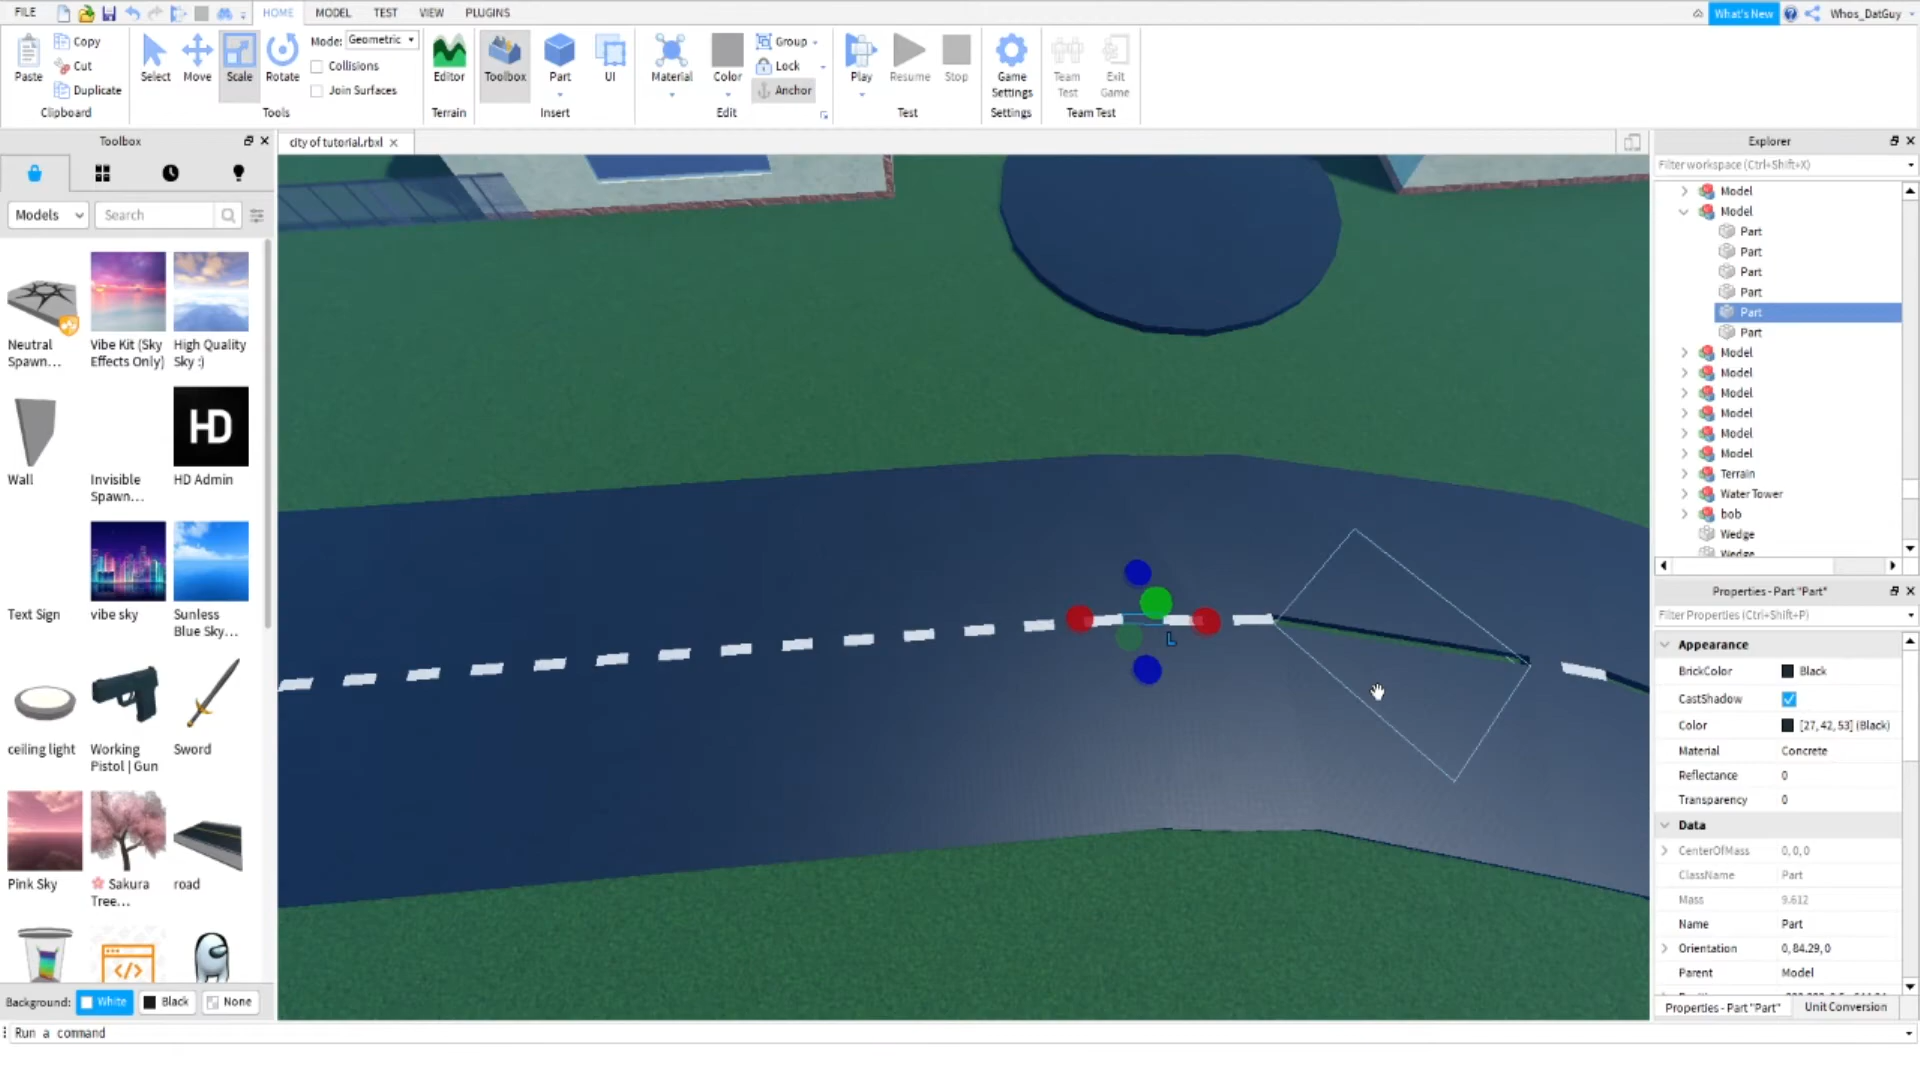 FILE HOME MODEL TEST VIEW PLUGINS What's New Whos_DatGuy
Paste Copy Cut Duplicate Clipboard
Select Move Scale Rotate Mode: Geometric Collisions Join Surfaces Tools
Editor Terrain
Toolbox Part UI Insert
Material Color Group Lock Anchor Edit
Play Resume Stop Test
Game Settings Settings
Team Test Exit Game Team Test
Toolbox
city of tutorial.rbxl
Models Search
Neutral Spawn...
Vibe Kit (Sky Effects Only)
High Quality Sky :)
HD
Wall
Invisible Spawn...
HD Admin
Text Sign
vibe sky
Sunless Blue Sky...
ceiling light
Working Pistol | Gun
Sword
Pink Sky
Sakura Tree...
road
</>
Background: White Black None
Run a command
L
Explorer
Filter workspace (Ctrl+Shift+X)
Model
Model
Part
Part
Part
Part
Part
Part
Model
Model
Model
Model
Model
Model
Terrain
Water Tower
bob
Wedge
Wedge
Properties - Part "Part"
Filter Properties (Ctrl+Shift+P)
Appearance
BrickColor Black
CastShadow
Color [27, 42, 53] (Black)
Material Concrete
Reflectance 0
Transparency 0
Data
CenterOfMass 0, 0, 0
ClassName Part
Mass 9.612
Name Part
Orientation 0, 84.29, 0
Parent Model
Properties - Part "Part" Unit Conversion